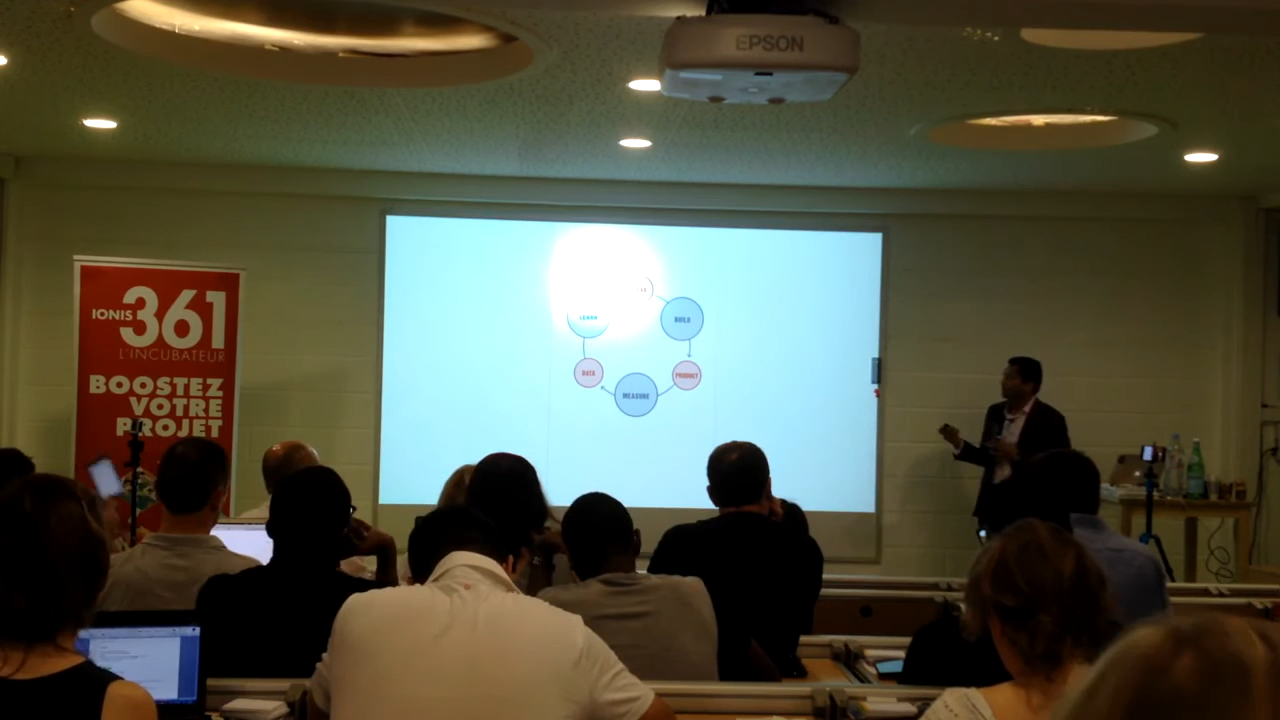 EPSON
IONIS 361
L'INCUBATEUR
BOOSTEZ
VOTRE
PROJET
LEARN
BUILD
DATA
PRODUCT
MEASURE